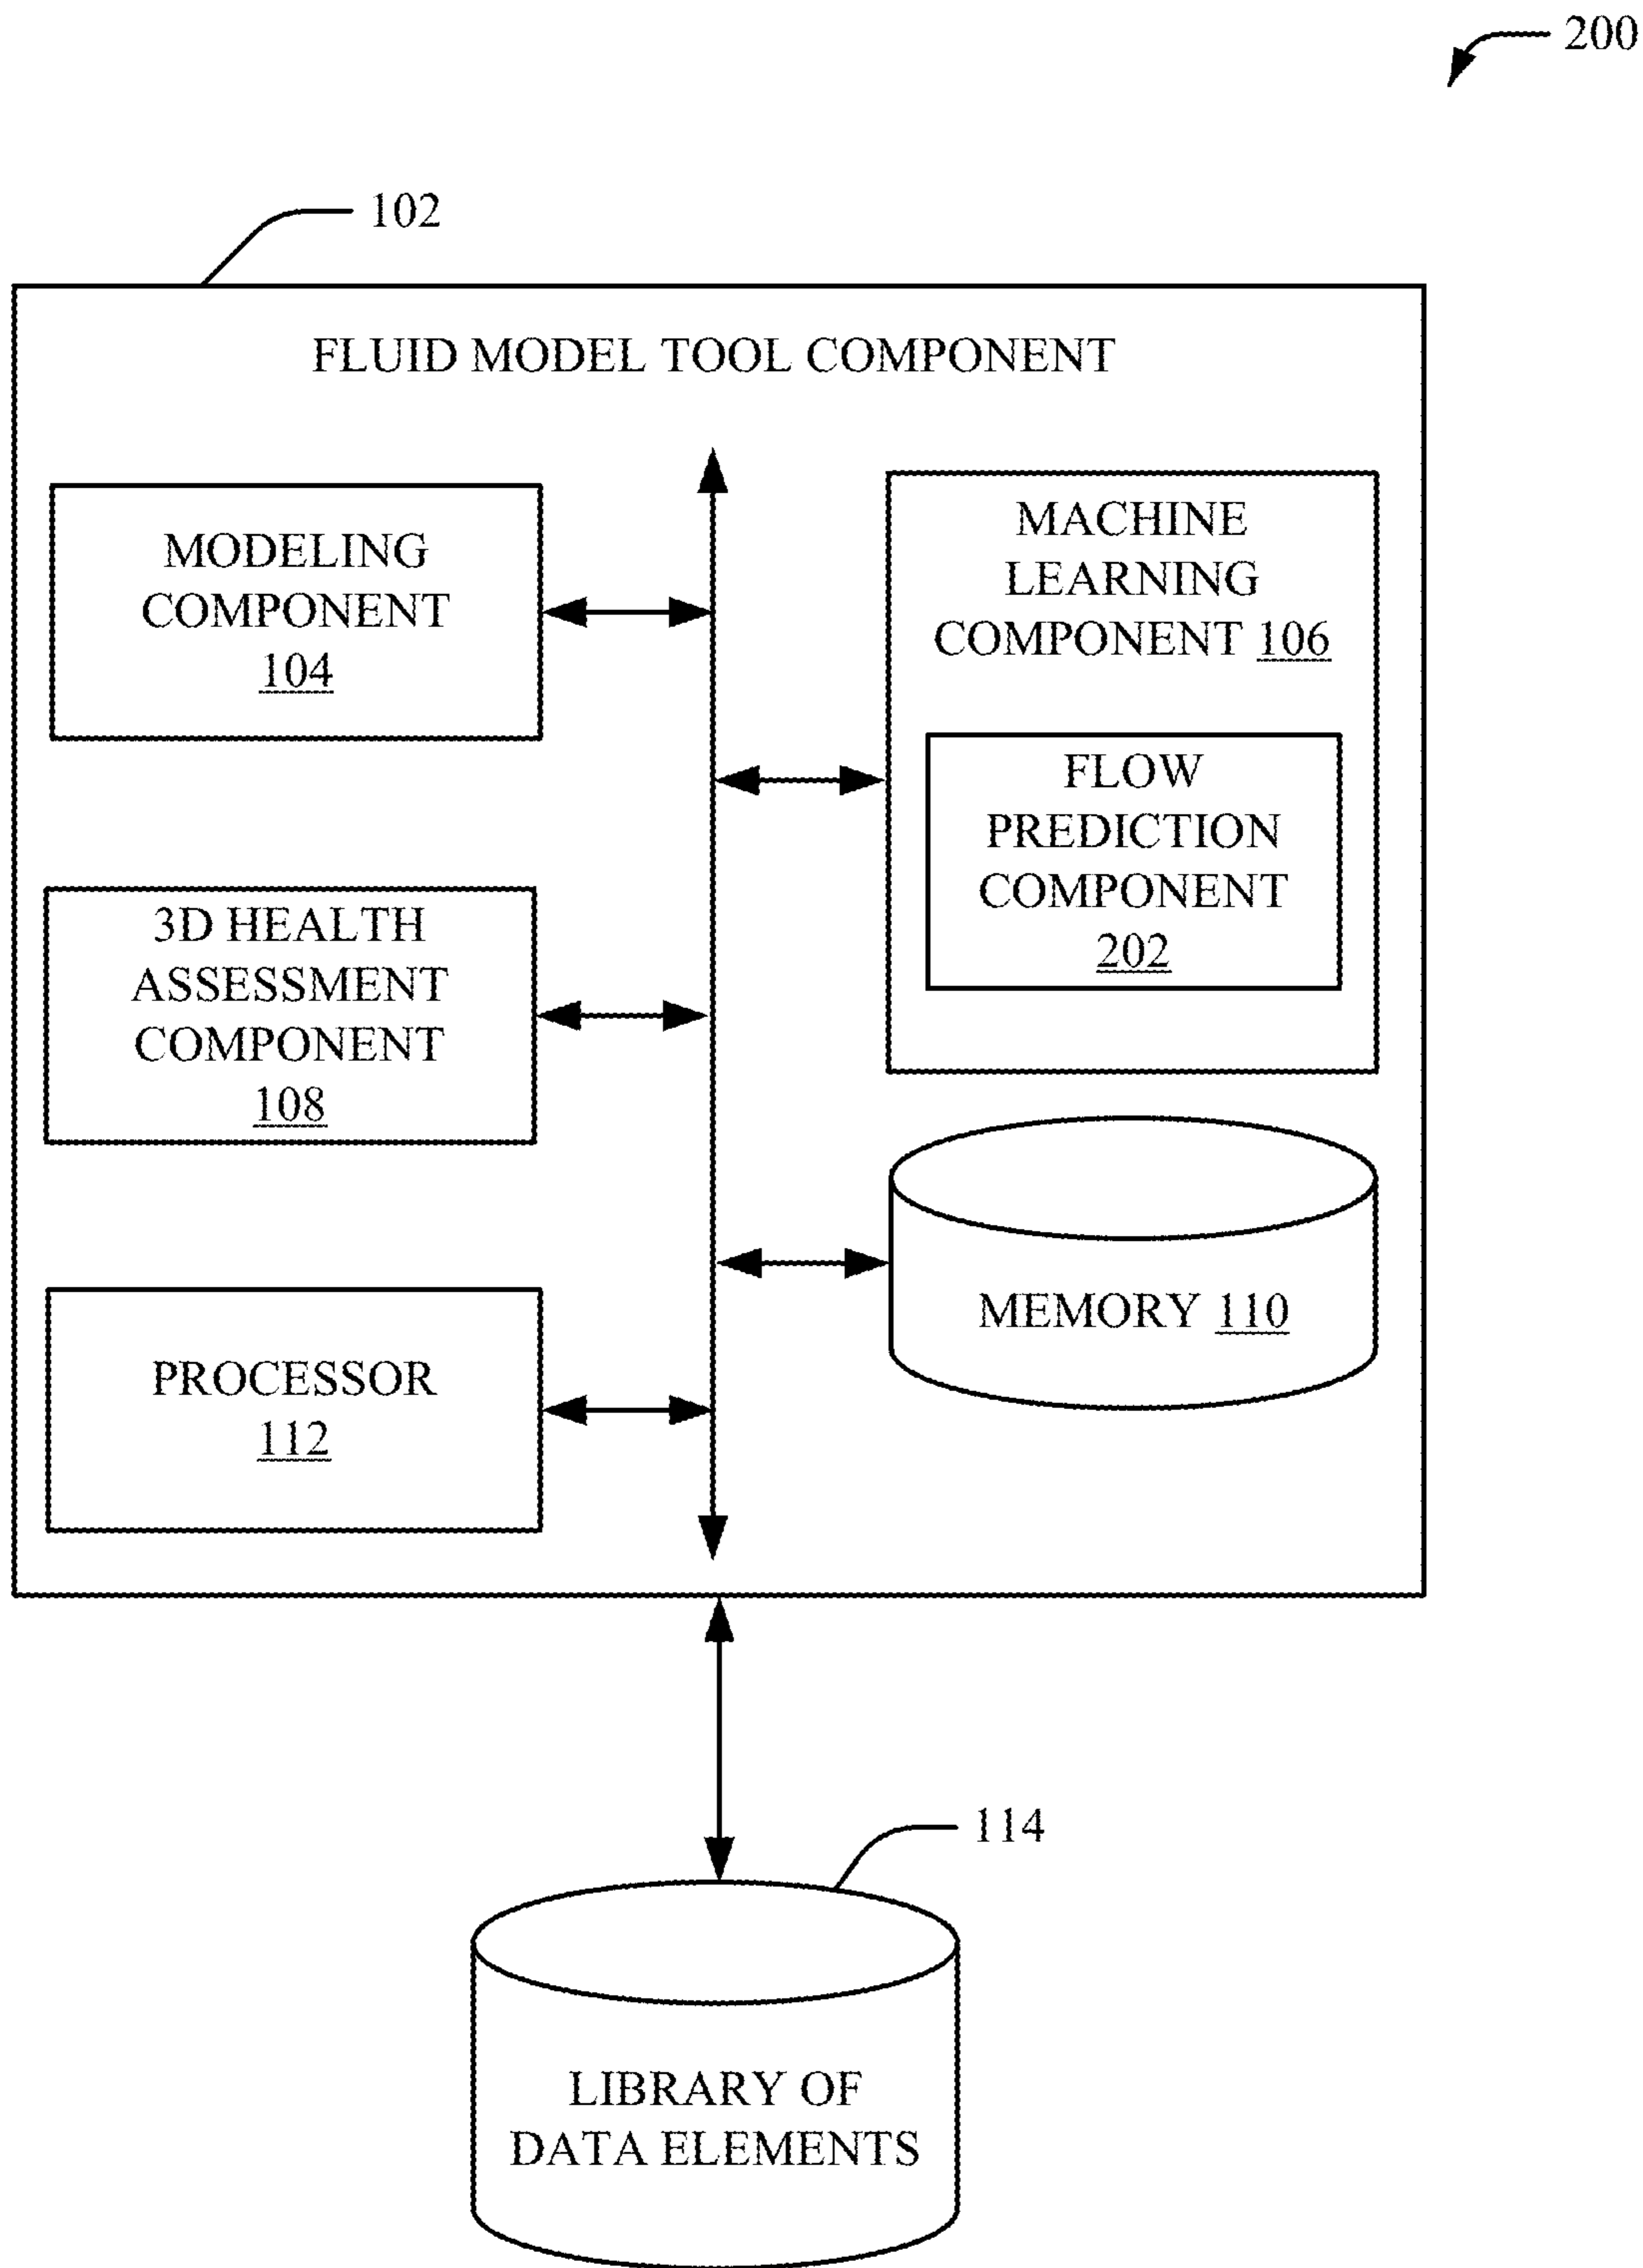 200
102
FLUID MODEL TOOL COMPONENT
MODELING
COMPONENT
104
MACHINE
LEARNING
COMPONENT 106
FLOW
PREDICTION
COMPONENT
202
3D HEALTH
ASSESSMENT
COMPONENT
108
MEMORY 110
PROCESSOR
112
114
LIBRARY OF
DATA ELEMENTS